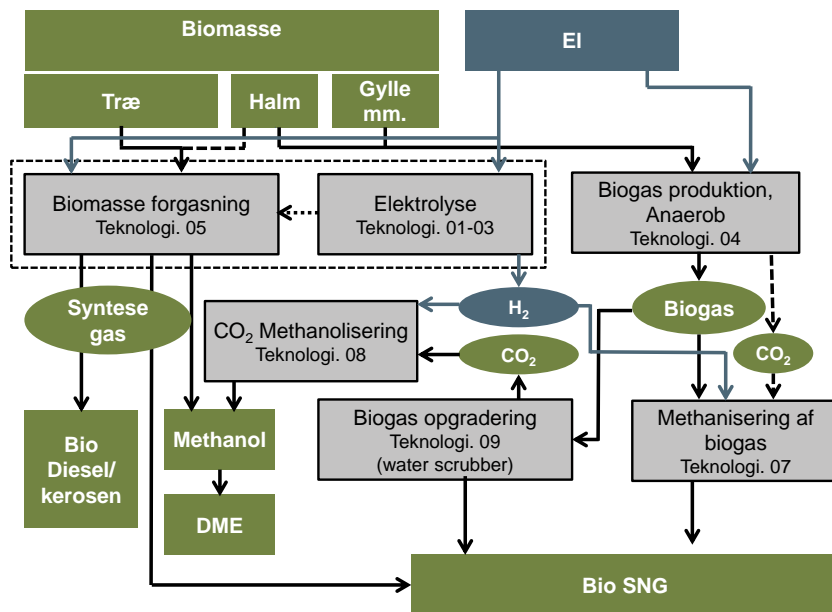 Biomasse
El
Træ
Halm
Gylle
mm.
Biomasse forgasning
Teknologi. 05
Elektrolyse
Teknologi. 01-03
Biogas produktion,
Anaerob
Teknologi. 04
Syntese
gas
H₂
Biogas
CO₂ Methanolisering
Teknologi. 08
CO₂
CO₂
Bio
Diesel/
kerosen
Methanol
Biogas opgradering
Teknologi. 09
(water scrubber)
Methanisering af
biogas
Teknologi. 07
DME
Bio SNG